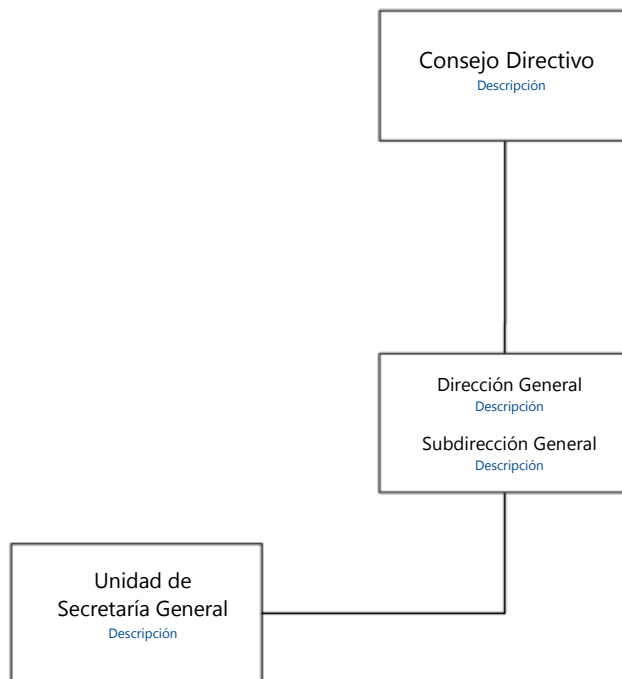 Consejo Directivo
Descripción
Dirección General
Descripción
Subdirección General
Descripción
Unidad de
Secretaría General
Descripción